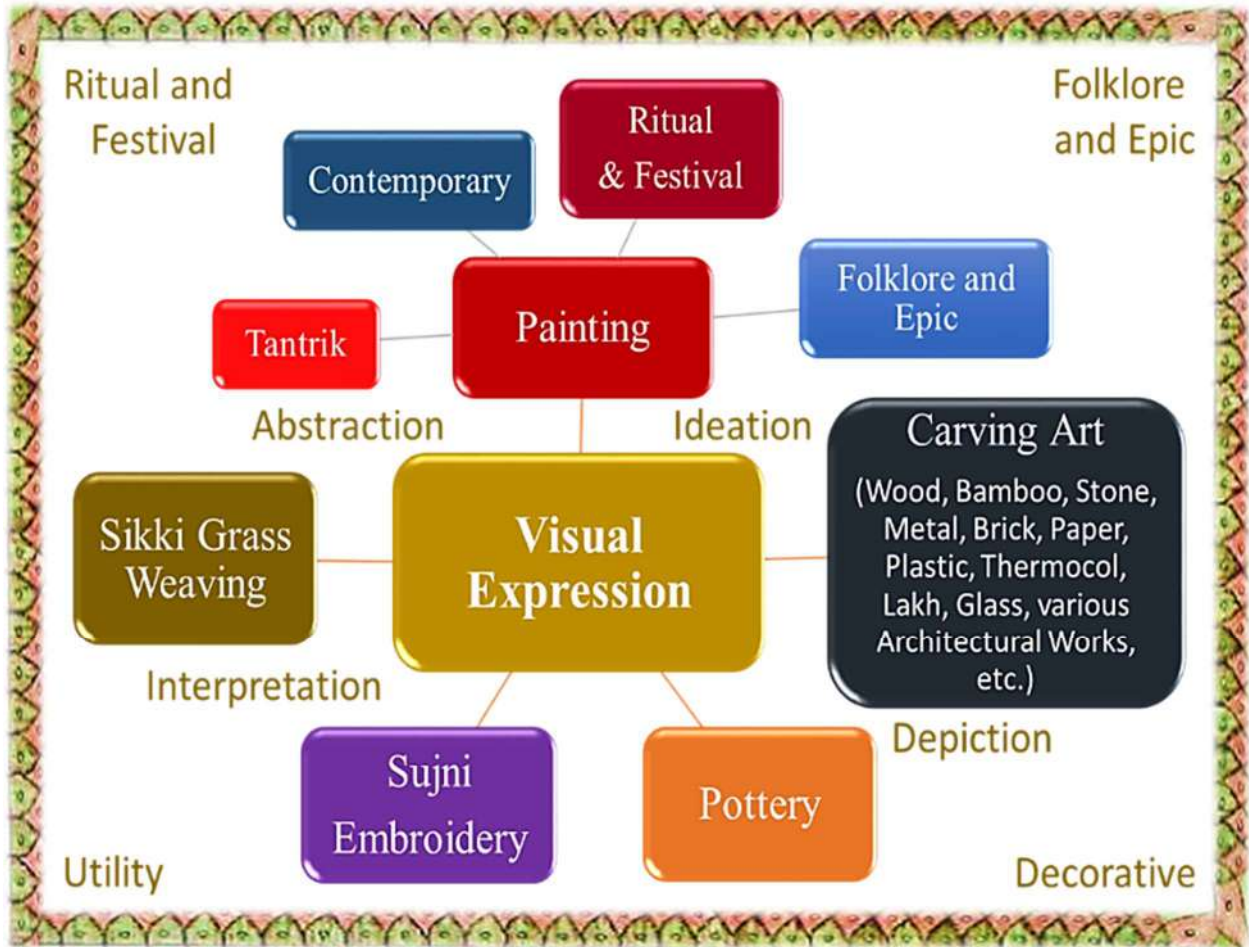 Ritual and
Festival
Folklore
and Epic
Ritual
& Festival
Contemporary
Folklore and
Epic
Painting
Tantrik
Abstraction
Ideation
Carving Art
(Wood, Bamboo, Stone,
Metal, Brick, Paper,
Plastic, Thermocol,
Lakh, Glass, various
Architectural Works,
etc.)
Sikki Grass
Weaving
Visual
Expression
Interpretation
Depiction
Sujni
Embroidery
Pottery
Utility
Decorative